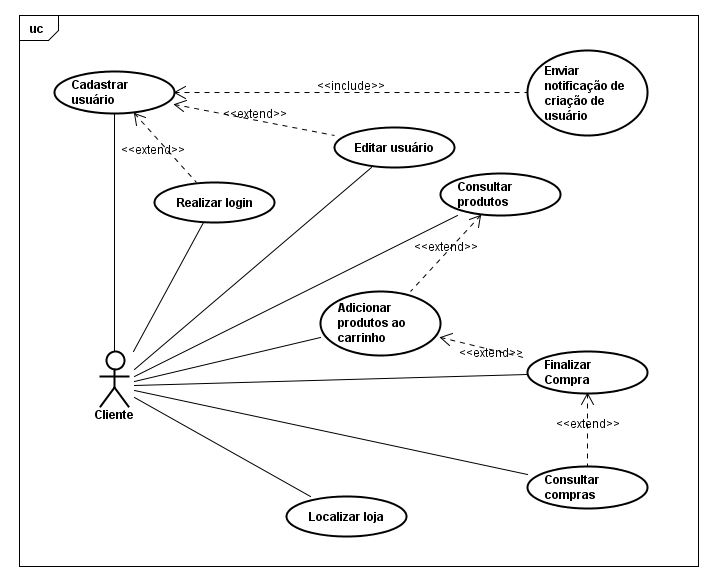 uc
Cadastrar
usuário
<<include>>
Enviar
notificação de
criação de
usuário
<<extend>>
Editar usuário
<<extend>>
Realizar login
Consultar
produtos
<<extend>>
Adicionar
produtos ao
carrinho
<<extend>>
Finalizar
Compra
Cliente
<<extend>>
Consultar
compras
Localizar loja